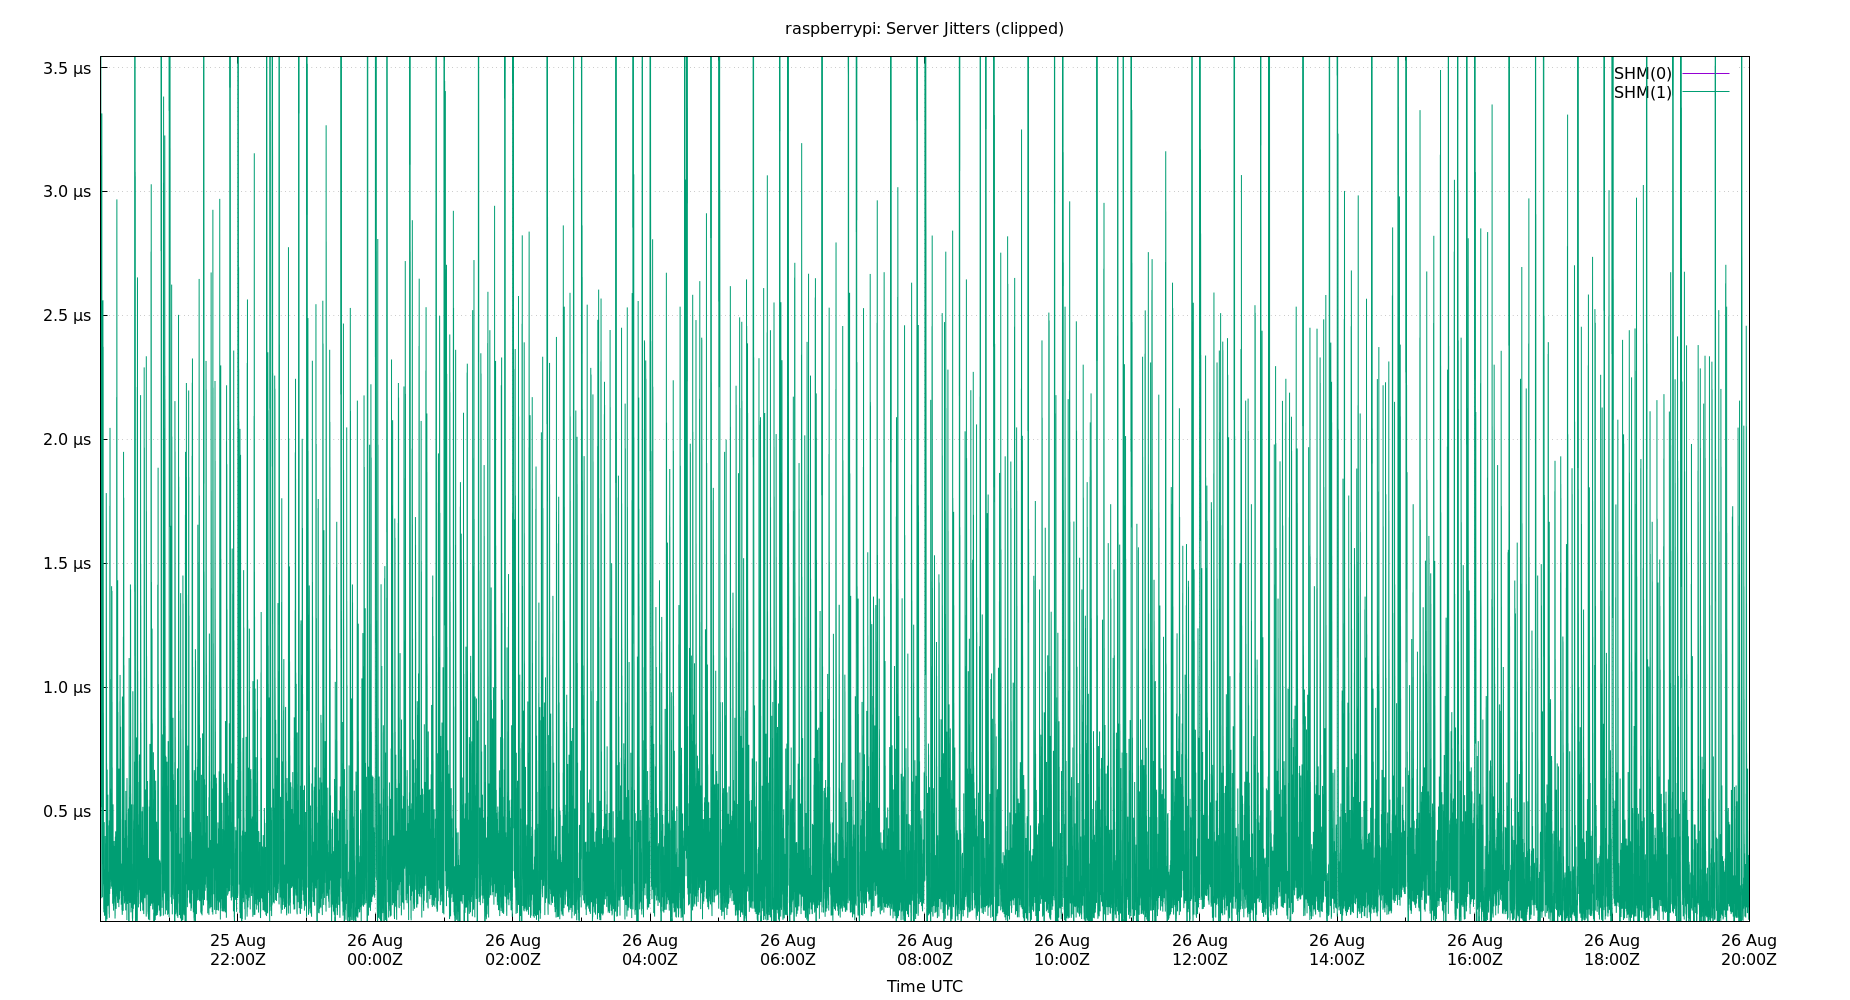 raspberrypi: Server Jitters (clipped)
3.5 µs
3.0 µs
2.5 µs
2.0 µs
1.5 µs
1.0 µs
0.5 µs
SHM(0)
SHM(1)
25 Aug 26 Aug 26 Aug 26 Aug 26 Aug 26 Aug 26 Aug 26 Aug 26 Aug 26 Aug 26 Aug 26 Aug
22:00Z 00:00Z 02:00Z 04:00Z 06:00Z 08:00Z 10:00Z 12:00Z 14:00Z 16:00Z 18:00Z 20:00Z
Time UTC